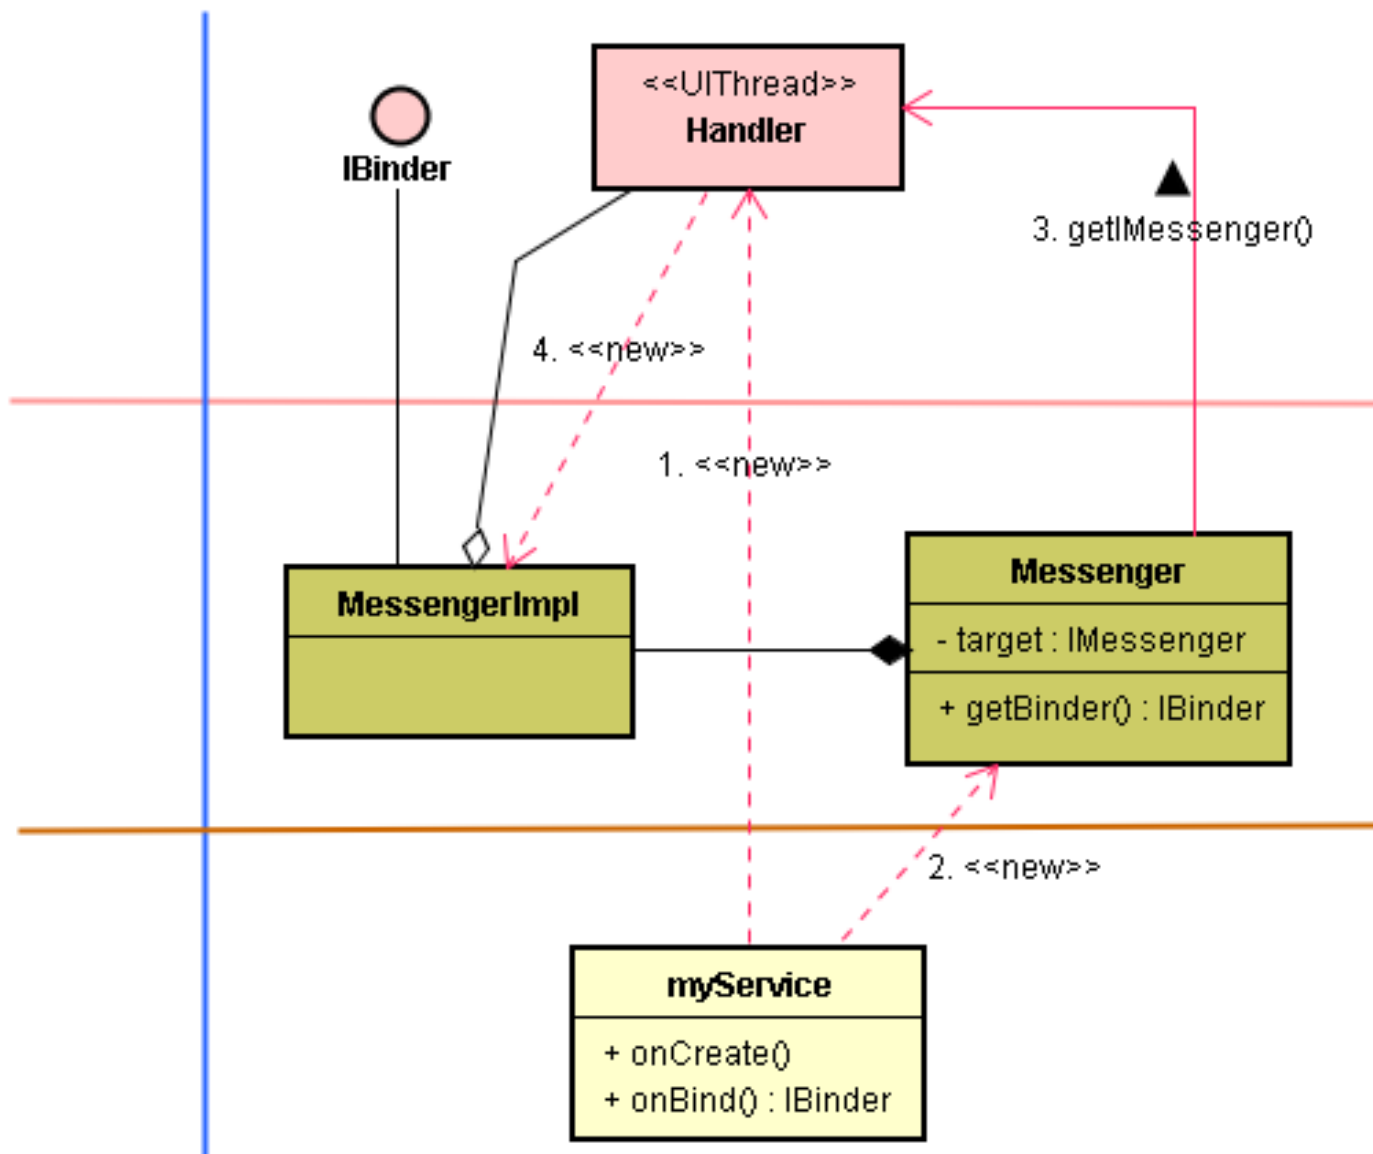 <<UIThread>>
Handler
IBinder
3. getIMessenger()
4. <<new>>
1. <<new>>
Messenger
- target : IMessenger
+ getBinder() : IBinder
MessengerImpl
2. <<new>>
myService
+ onCreate()
+ onBind() : IBinder